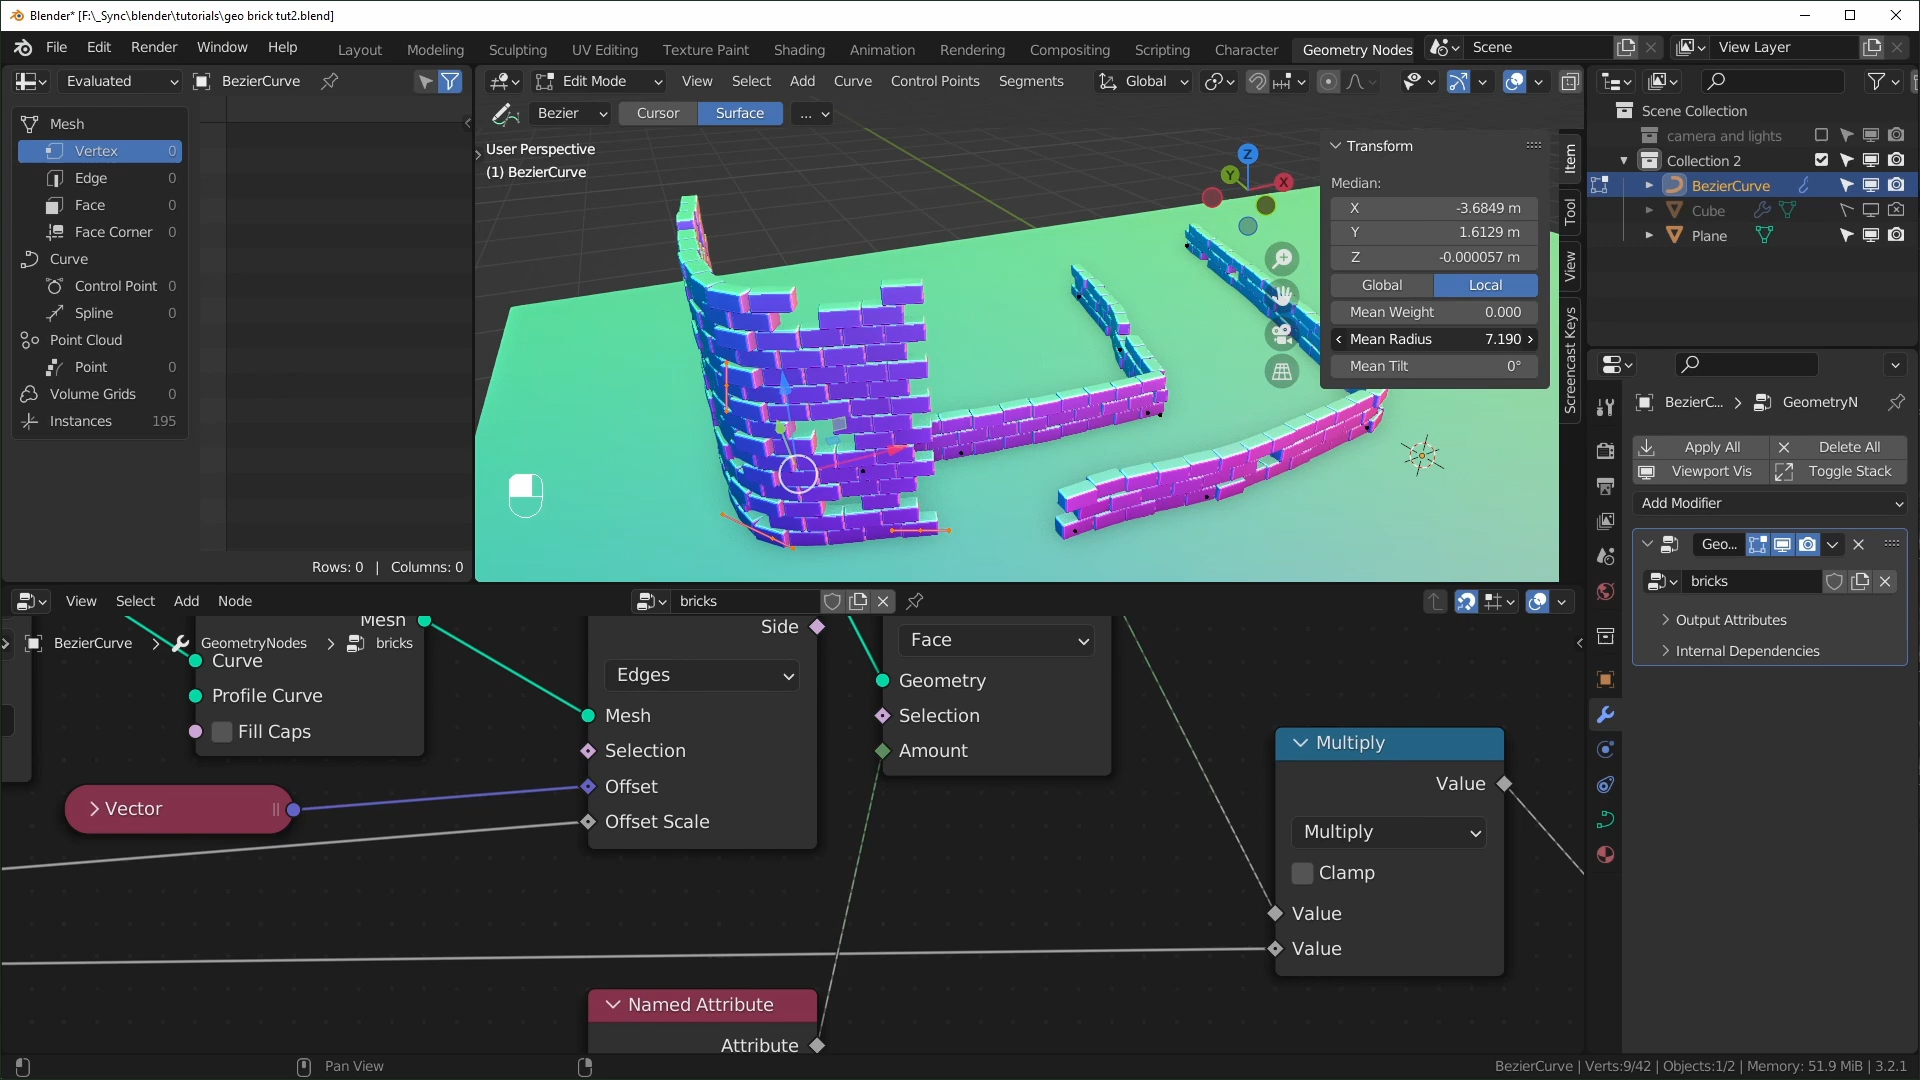 Blender* [F:\_Sync\blender\tutorials\geo brick tut2.blend]
File Edit Render Window Help
Layout Modeling Sculpting UV Editing Texture Paint Shading Animation Rendering Compositing Scripting Character Geometry Nodes
Scene
View Layer
Evaluated
BezierCurve
Edit Mode View Select Add Curve Control Points Segments
Global
Bezier
Cursor
Surface
...
Mesh
Vertex 0
Edge 0
Face 0
Face Corner 0
Curve
Control Point 0
Spline 0
Point Cloud
Point 0
Volume Grids 0
Instances 195
Rows: 0 | Columns: 0
User Perspective
(1) BezierCurve
Z
Y
X
Transform
Median:
X -3.6849 m
Y 1.6129 m
Z -0.000057 m
Global Local
Mean Weight 0.000
Mean Radius 7.190
Mean Tilt 0°
Item
Tool
View
Screencast Keys
Scene Collection
camera and lights
Collection 2
BezierCurve
Cube
Plane
BezierC... > GeometryN
Apply All
Delete All
Viewport Vis
Toggle Stack
Add Modifier
Geo...
bricks
Output Attributes
Internal Dependencies
View Select Add Node
bricks
BezierCurve > GeometryNodes > bricks
Mesh
Curve
Profile Curve
Fill Caps
Vector
Side
Edges
Mesh
Selection
Offset
Offset Scale
Face
Geometry
Selection
Amount
Named Attribute
Attribute
Multiply
Value
Multiply
Clamp
Value
Value
Pan View
BezierCurve | Verts:9/42 | Objects:1/2 | Memory: 51.9 MiB | 3.2.1